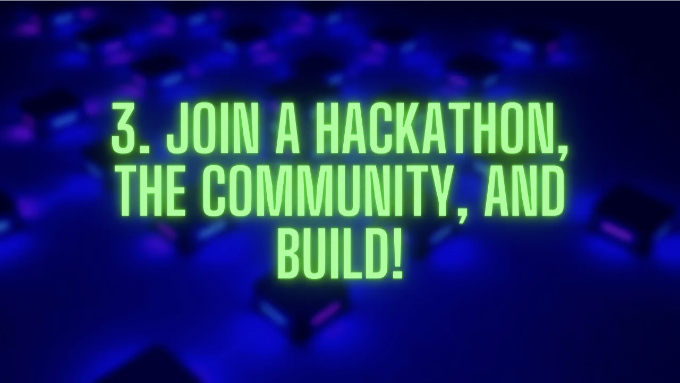 3. JOIN A HACKATHON,
THE COMMUNITY, AND
BUILD!